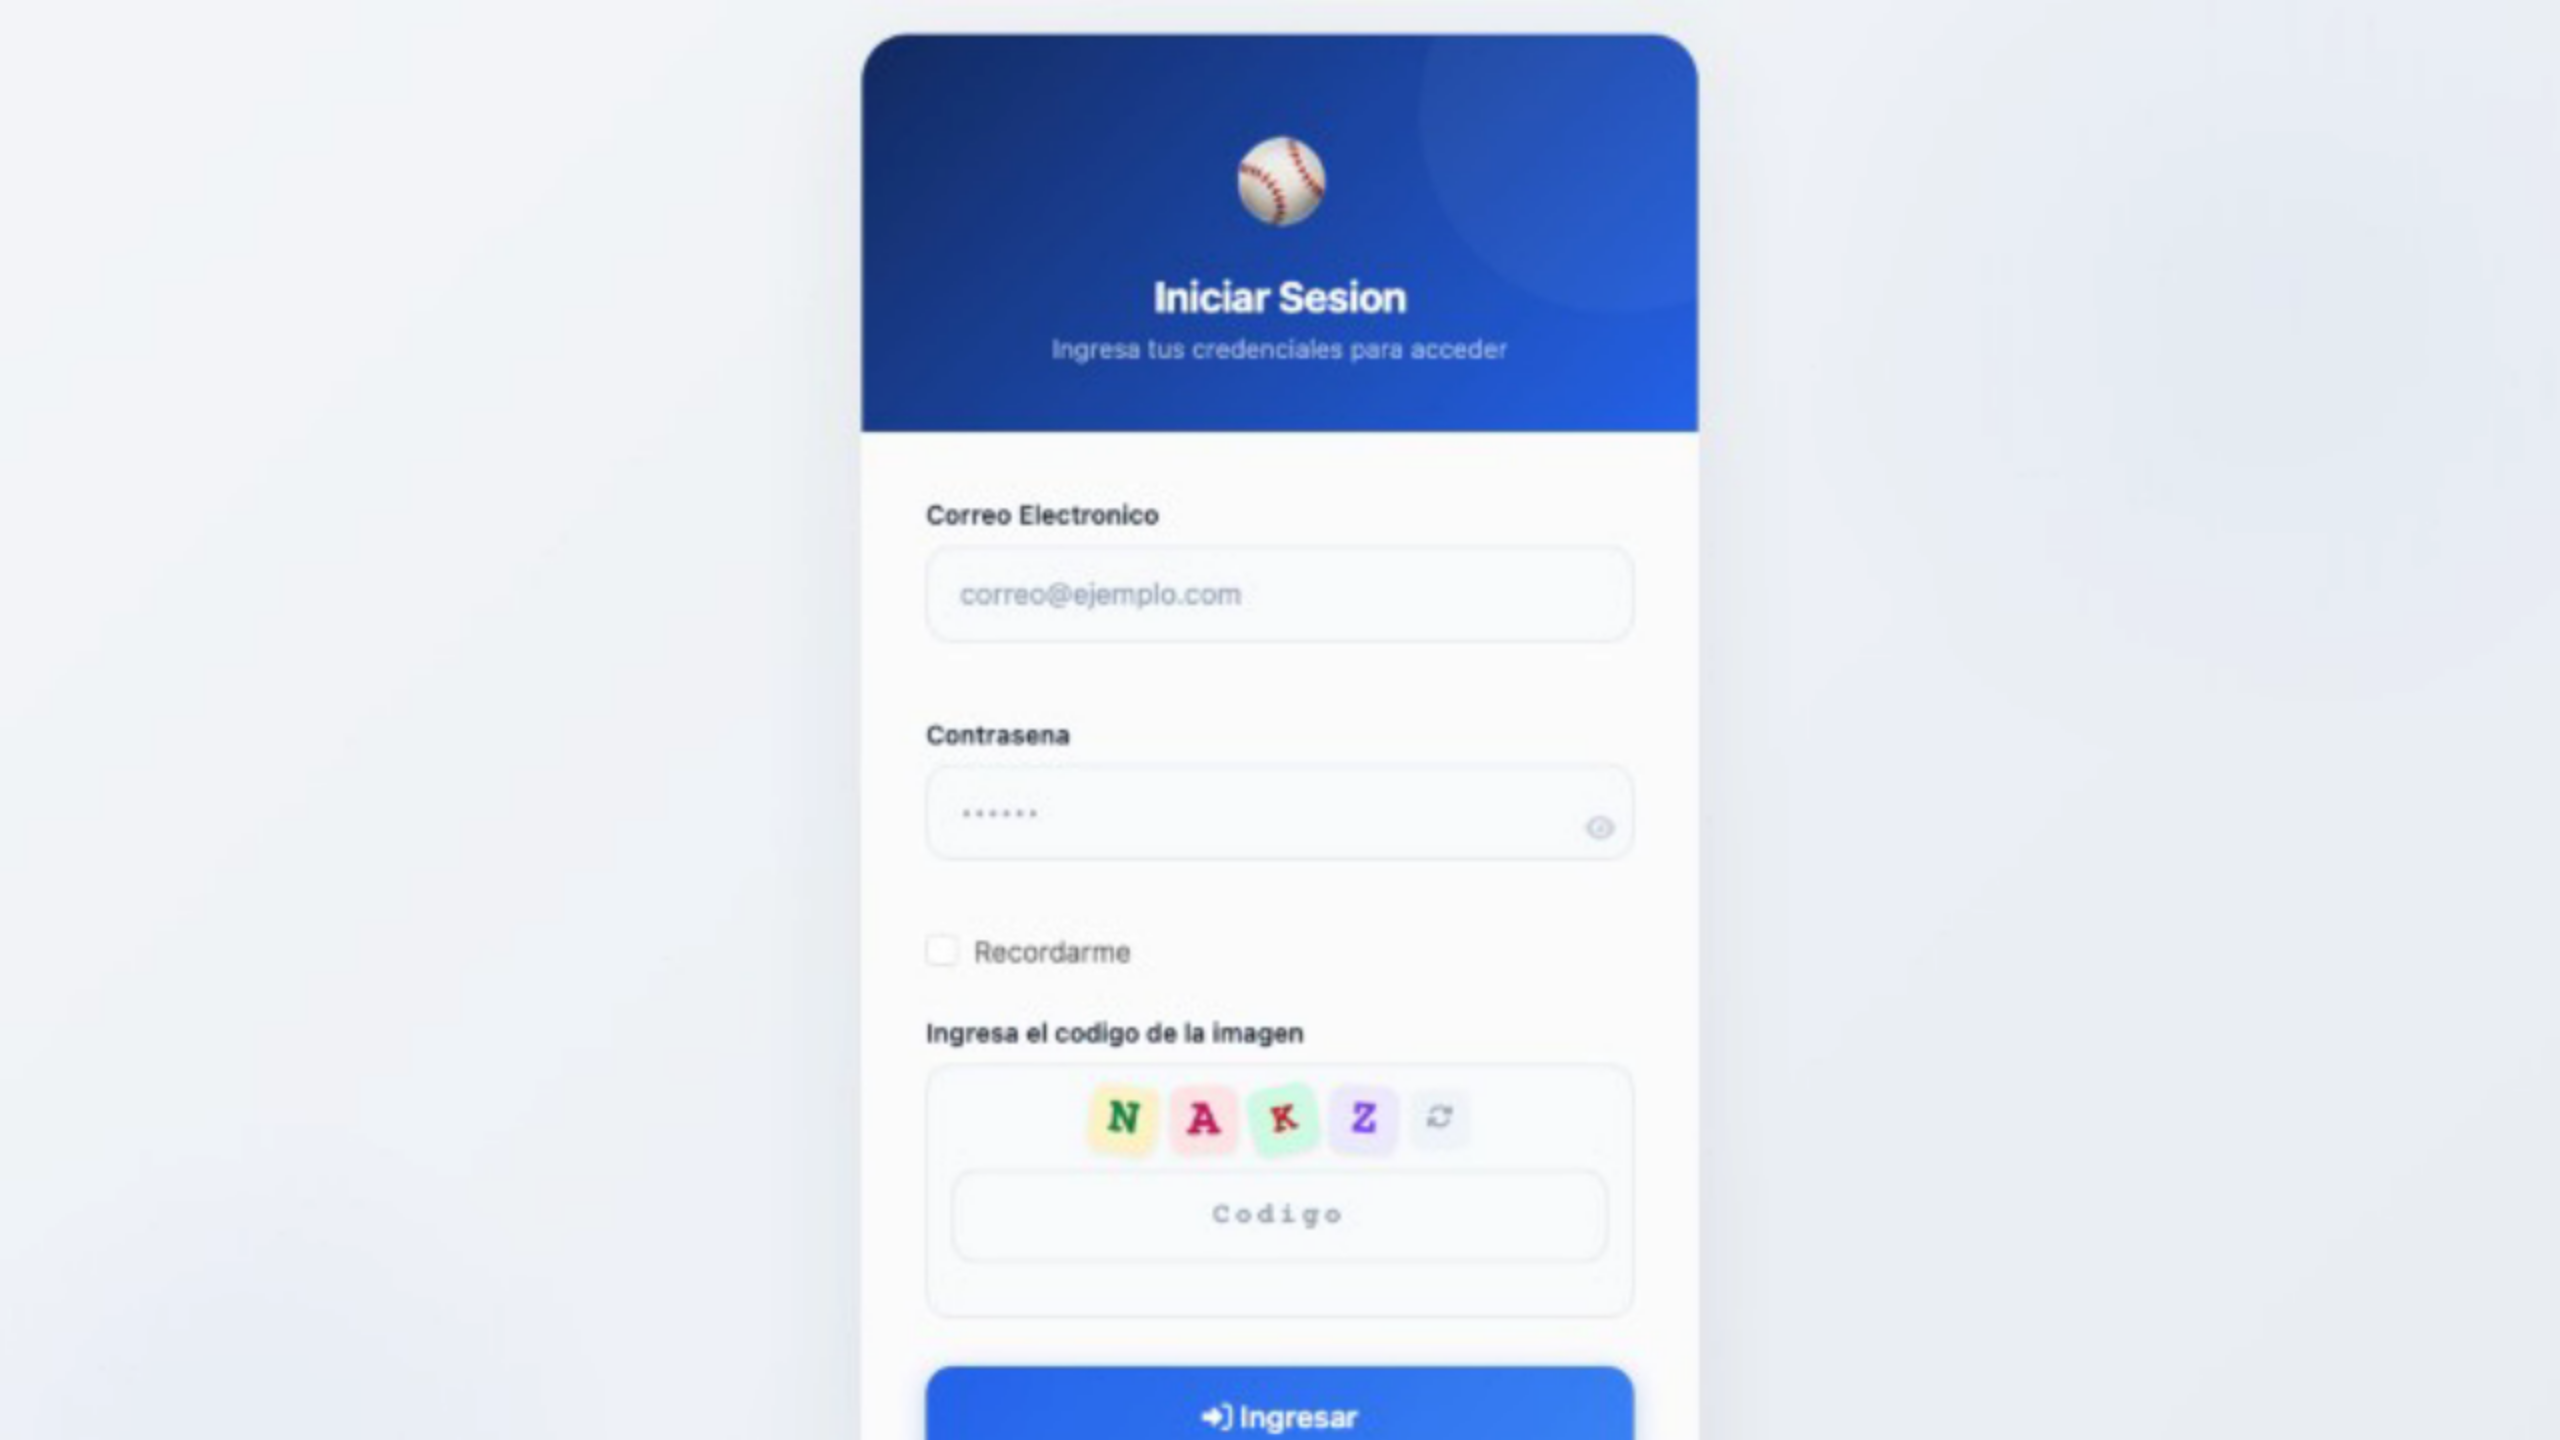 Iniciar Sesion
Ingresa tus credenciales para acceder
Correo Electronico
correo@ejemplo.com
Contrasena
••••••
Recordarme
Ingresa el codigo de la imagen
N A K Z
Codigo
Ingresar